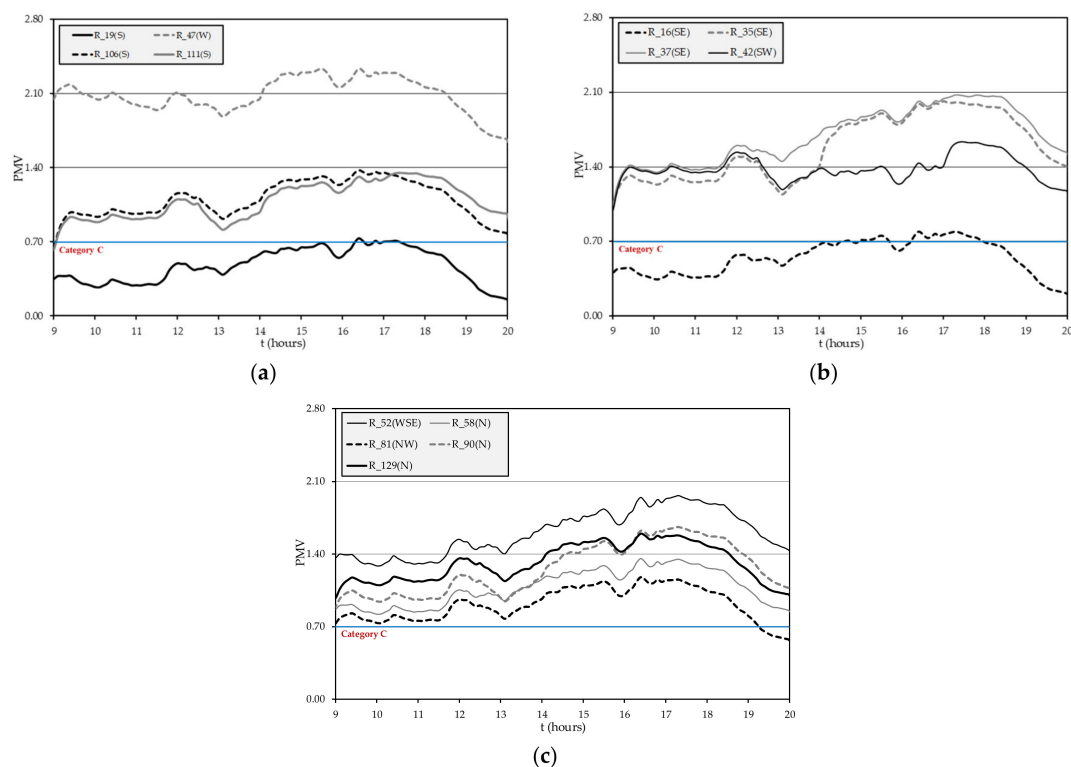 2.80
R_19(S) R_47(W)
R_106(S) R_111(S)
2.10
PMV
1.40
0.70
Category C
0.00
9 10 11 12 13 14 15 16 17 18 19 20
t (hours)
(a)
2.80
R_16(SE) R_35(SE)
R_37(SE) R_42(SW)
2.10
PMV
1.40
0.70
Category C
0.00
9 10 11 12 13 14 15 16 17 18 19 20
t (hours)
(b)
2.80
R_52(WSE) R_58(N)
R_81(NW) R_90(N)
R_129(N)
2.10
PMV
1.40
0.70
Category C
0.00
9 10 11 12 13 14 15 16 17 18 19 20
t (hours)
(c)